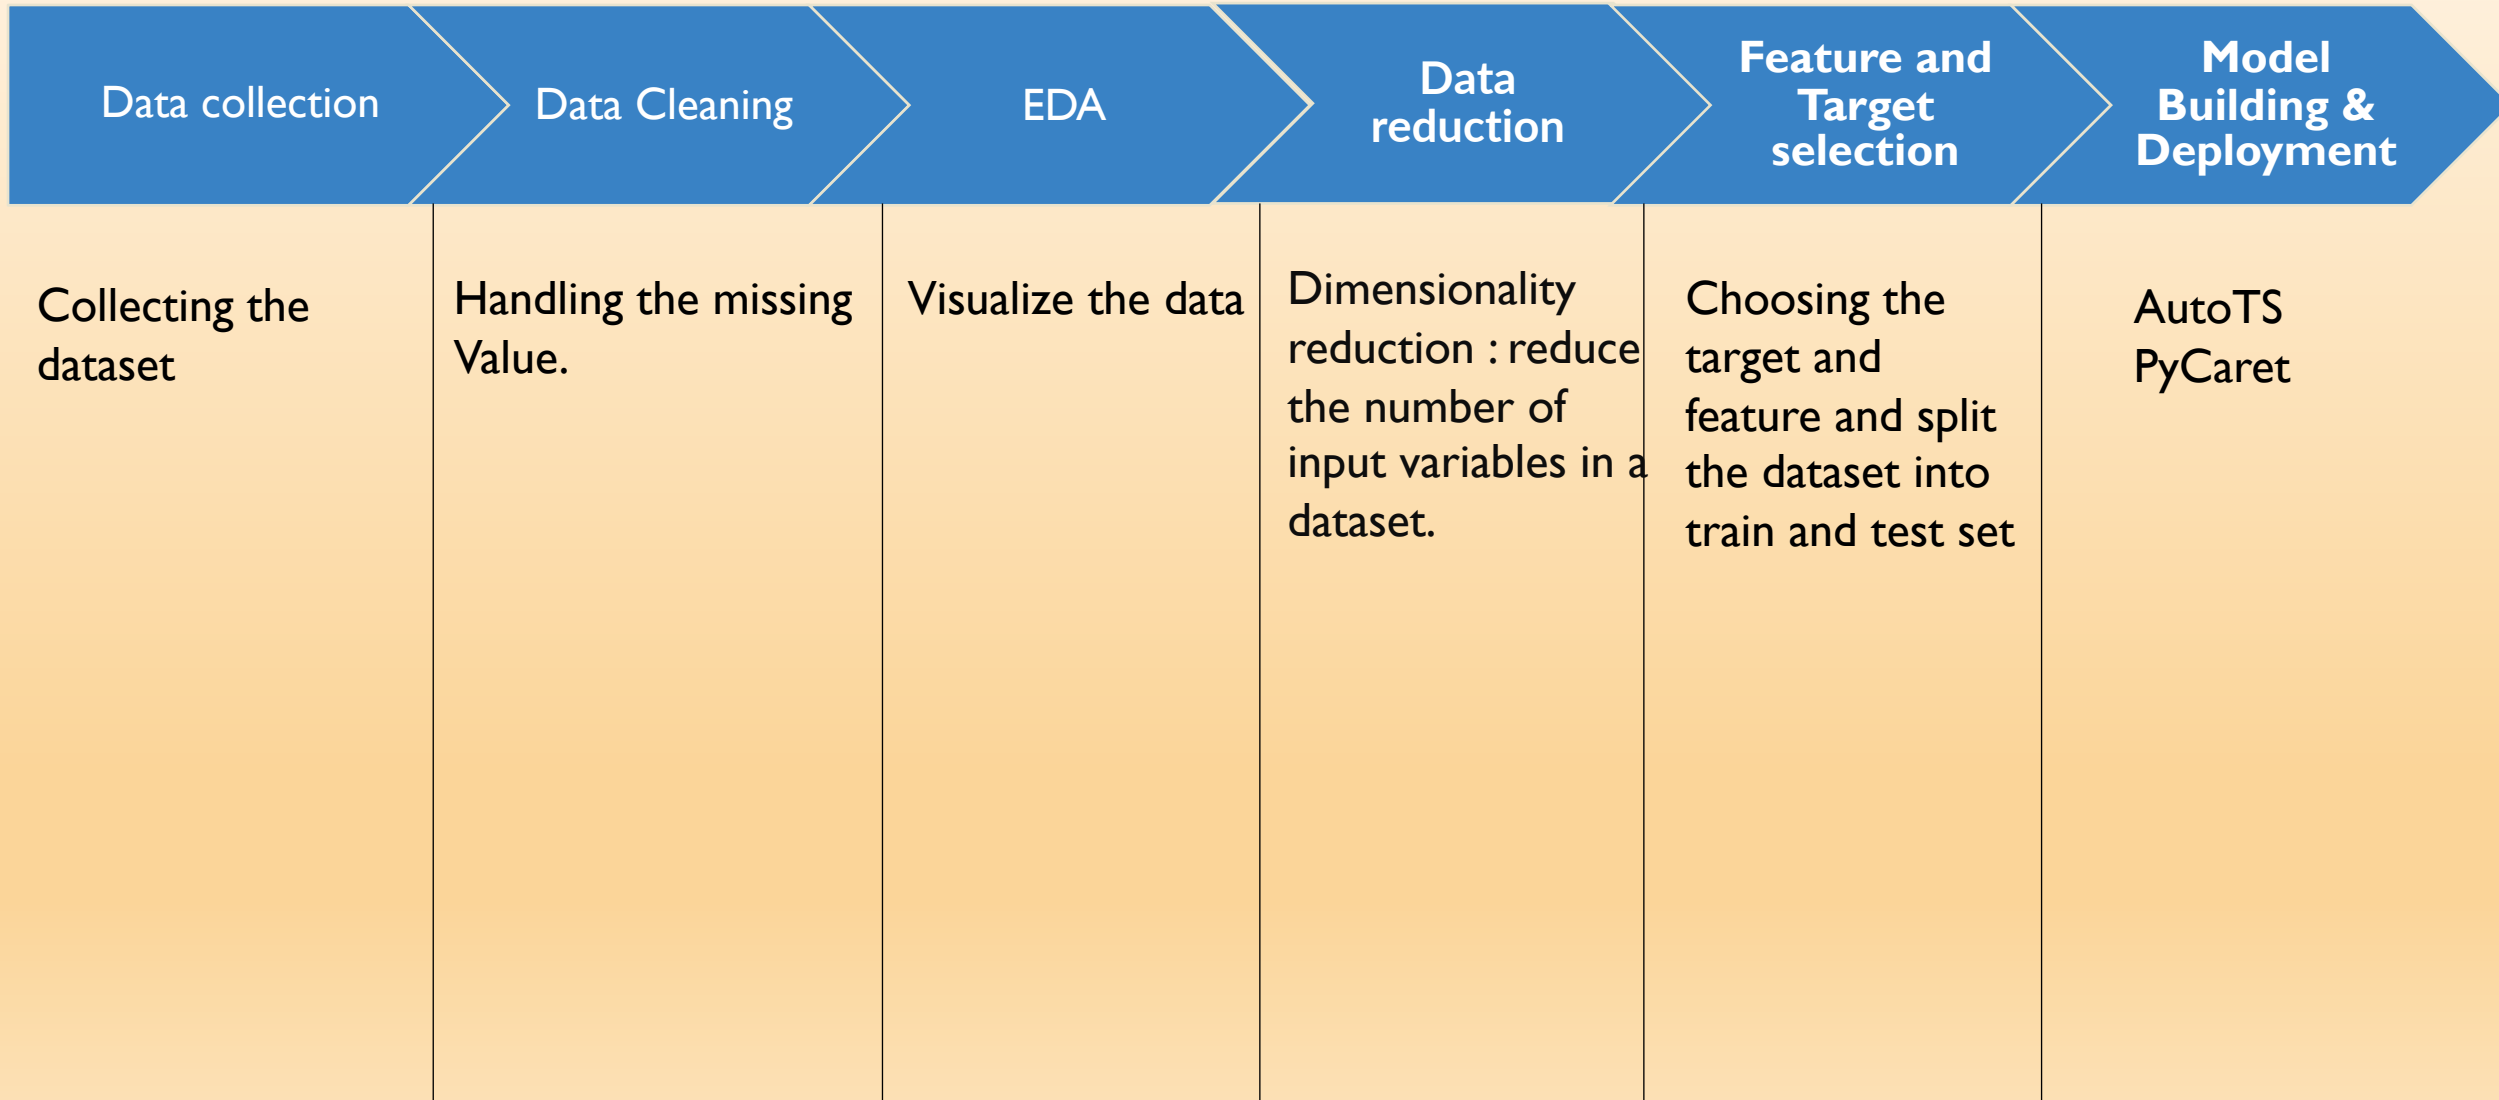 Data collection
Data Cleaning
EDA
Data
reduction
Feature and
Target
selection
Model
Building &
Deployment
Collecting the
dataset
Handling the missing
Value.
Visualize the data
Dimensionality
reduction : reduce
the number of
input variables in a
dataset.
Choosing the
target and
feature and split
the dataset into
train and test set
AutoTS
PyCaret